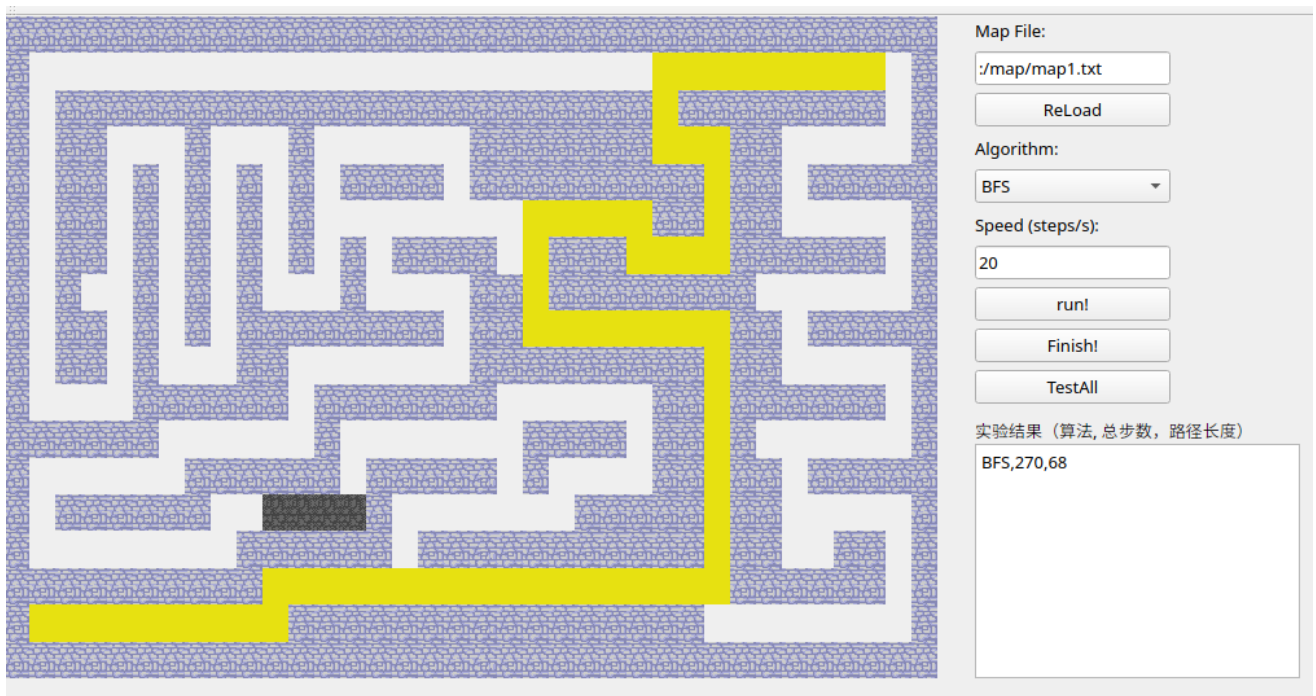 Map File:
:/map/map1.txt
ReLoad
Algorithm:
BFS
Speed (steps/s):
20
run!
Finish!
TestAll
实验结果（算法, 总步数，路径长度）
BFS,270,68